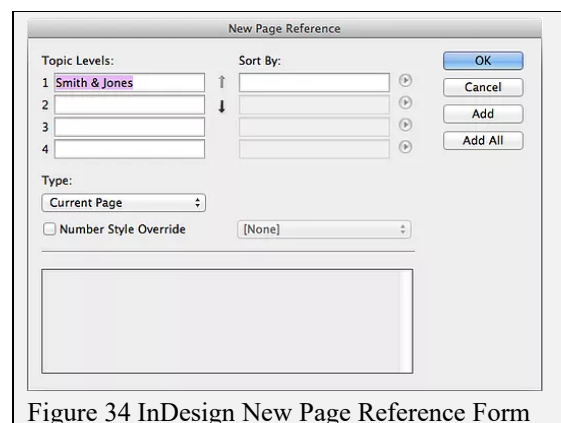 New Page Reference
Topic Levels: Sort By: OK
1 Smith & Jones Cancel
2
3 Add
4 Add All
Type:
Current Page
Number Style Override [None]
Figure 34 InDesign New Page Reference Form